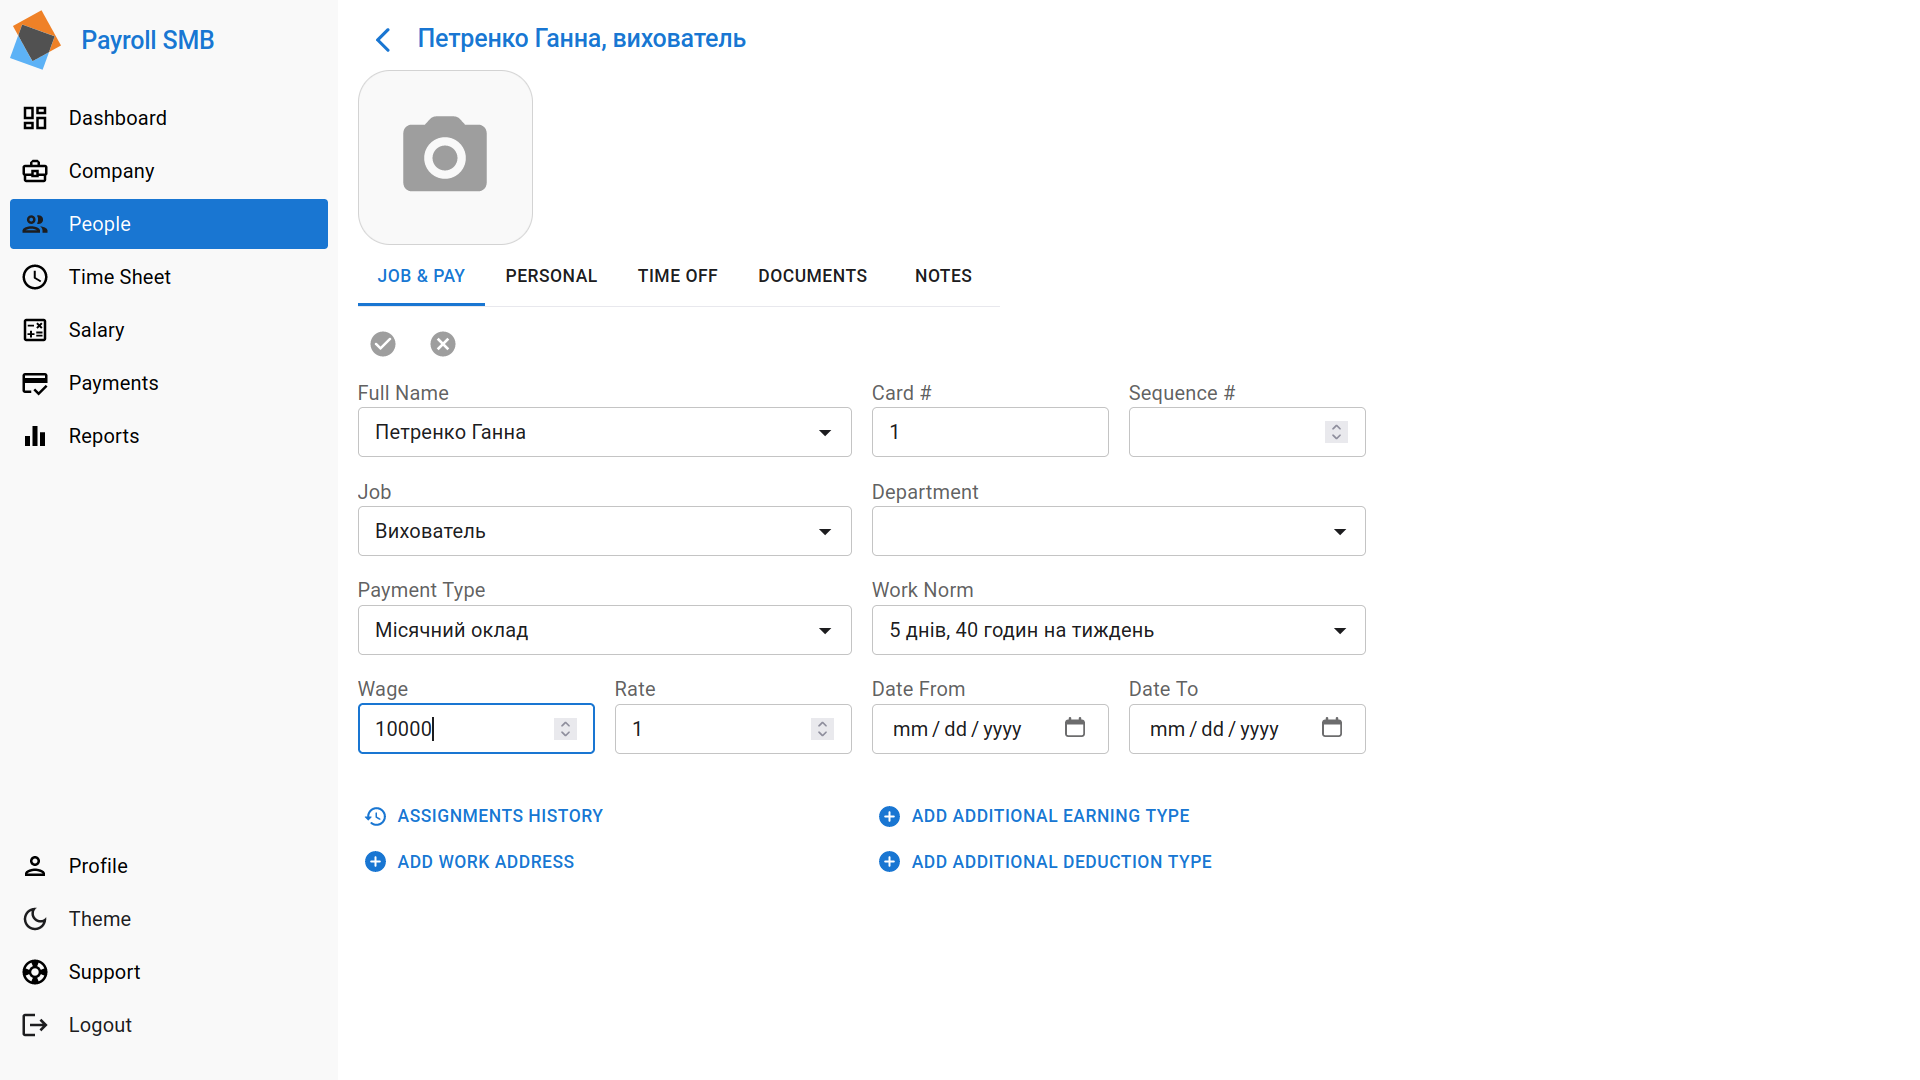 Payroll SMB
Dashboard
Company
People
Time Sheet
Salary
Payments
Reports
Profile
Theme
Support
Logout
Петренко Ганна, вихователь
JOB & PAY
PERSONAL
TIME OFF
DOCUMENTS
NOTES
Full Name
Card #
Sequence #
Петренко Ганна
1
Job
Department
Вихователь
Payment Type
Work Norm
Місячний оклад
5 днів, 40 годин на тиждень
Wage
Rate
Date From
Date To
10000
1
mm/dd/yyyy
mm/dd/yyyy
ASSIGNMENTS HISTORY
ADD ADDITIONAL EARNING TYPE
ADD WORK ADDRESS
ADD ADDITIONAL DEDUCTION TYPE